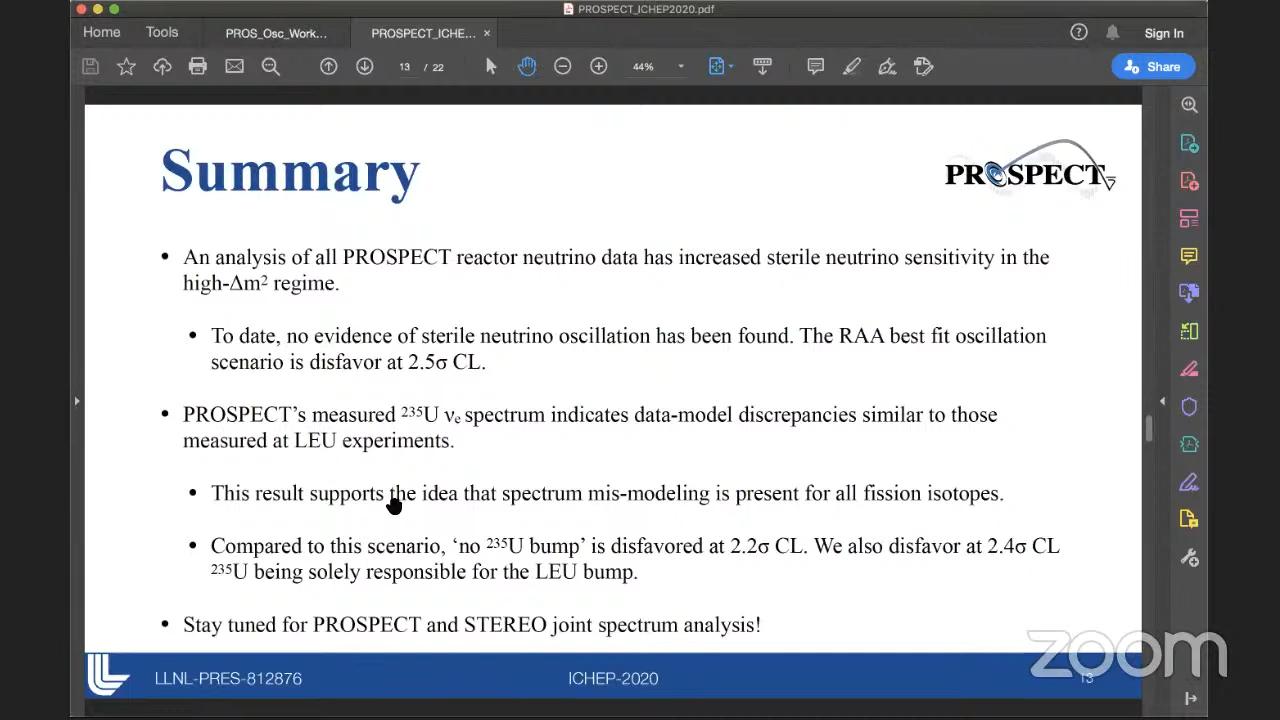 PROSPECT_ICHEP2020.pdf
Home Tools PROS_Osc_Work... PROSPECT_ICHE... × Sign In
13 / 22 44% Share
Summary
PROSPECT
• An analysis of all PROSPECT reactor neutrino data has increased sterile neutrino sensitivity in the
high-Δm² regime.
• To date, no evidence of sterile neutrino oscillation has been found. The RAA best fit oscillation
scenario is disfavor at 2.5σ CL.
• PROSPECT’s measured ²³⁵U νₑ spectrum indicates data-model discrepancies similar to those
measured at LEU experiments.
• This result supports the idea that spectrum mis-modeling is present for all fission isotopes.
• Compared to this scenario, ‘no ²³⁵U bump’ is disfavored at 2.2σ CL. We also disfavor at 2.4σ CL
²³⁵U being solely responsible for the LEU bump.
• Stay tuned for PROSPECT and STEREO joint spectrum analysis!
LLNL-PRES-812876 ICHEP-2020 13
zoom